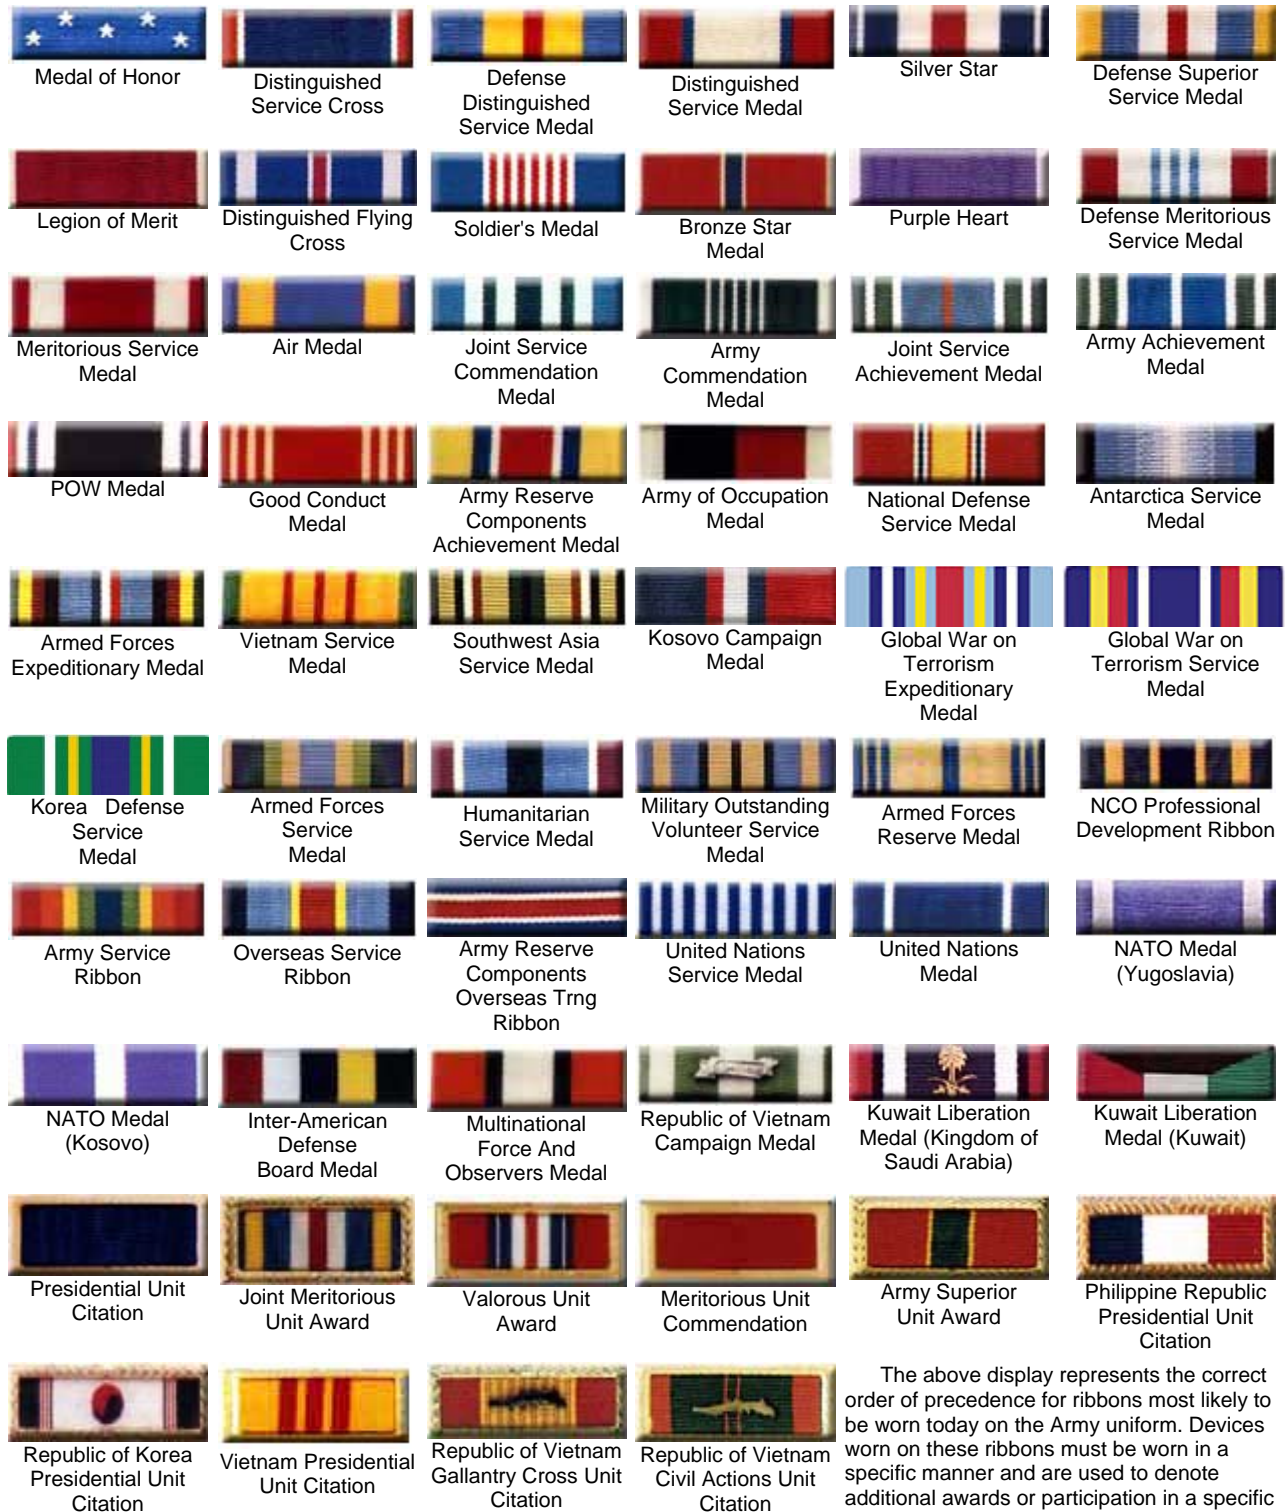 Medal of Honor
Distinguished
Service Cross
Defense
Distinguished
Service Medal
Distinguished
Service Medal
Silver Star
Defense Superior
Service Medal
Legion of Merit
Distinguished Flying
Cross
Soldier's Medal
Bronze Star
Medal
Purple Heart
Defense Meritorious
Service Medal
Meritorious Service
Medal
Air Medal
Joint Service
Commendation
Medal
Army
Commendation
Medal
Joint Service
Achievement Medal
Army Achievement
Medal
POW Medal
Good Conduct
Medal
Army Reserve
Components
Achievement Medal
Army of Occupation
Medal
National Defense
Service Medal
Antarctica Service
Medal
Armed Forces
Expeditionary Medal
Vietnam Service
Medal
Southwest Asia
Service Medal
Kosovo Campaign
Medal
Global War on
Terrorism
Expeditionary
Medal
Global War on
Terrorism Service
Medal
Korea Defense
Service
Medal
Armed Forces
Service
Medal
Humanitarian
Service Medal
Military Outstanding
Volunteer Service
Medal
Armed Forces
Reserve Medal
NCO Professional
Development Ribbon
Army Service
Ribbon
Overseas Service
Ribbon
Army Reserve
Components
Overseas Trng
Ribbon
United Nations
Service Medal
United Nations
Medal
NATO Medal
(Yugoslavia)
NATO Medal
(Kosovo)
Inter-American
Defense
Board Medal
Multinational
Force And
Observers Medal
Republic of Vietnam
Campaign Medal
Kuwait Liberation
Medal (Kingdom of
Saudi Arabia)
Kuwait Liberation
Medal (Kuwait)
Presidential Unit
Citation
Joint Meritorious
Unit Award
Valorous Unit
Award
Meritorious Unit
Commendation
Army Superior
Unit Award
Philippine Republic
Presidential Unit
Citation
Republic of Korea
Presidential Unit
Citation
Vietnam Presidential
Unit Citation
Republic of Vietnam
Gallantry Cross Unit
Citation
Republic of Vietnam
Civil Actions Unit
Citation
The above display represents the correct
order of precedence for ribbons most likely to
be worn today on the Army uniform. Devices
worn on these ribbons must be worn in a
specific manner and are used to denote
additional awards or participation in a specific